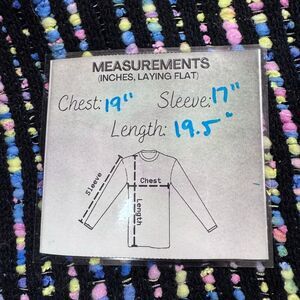 MEASUREMENTS
(INCHES, LAYING FLAT)
Chest: 19" Sleeve: 17"
Length: 19.5"
Sleeve
Chest
Length